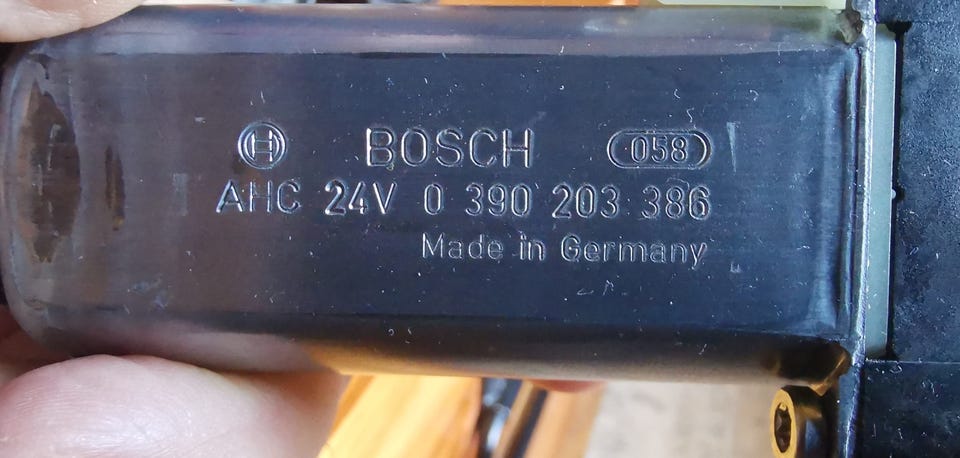 BOSCH 058
AHC 24V 0 390 203 386
Made in Germany